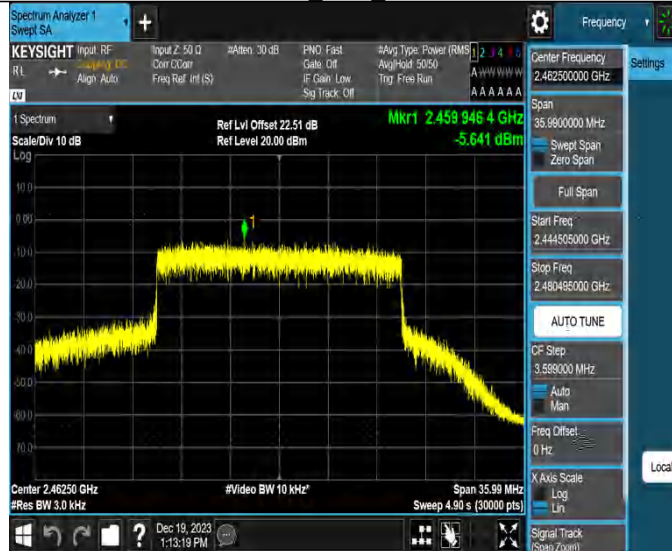 Spectrum Analyzer 1
Swept SA
+
Frequency
KEYSIGHT
Input: RF
Coupling: DC
Align: Auto
Input Z: 50 Ω
Corr CCorr
Freq Ref: Int (S)
#Atten: 30 dB
PNO: Fast
Gate: Off
IF Gain: Low
Sig Track: Off
#Avg Type: Power (RMS
Avg|Hold: 50/50
Trig: Free Run
1 2 3 4 5 6
A W W W W W
A A A A A A
RL
LXI
1 Spectrum
Scale/Div 10 dB
Log
Ref Lvl Offset 22.51 dB
Ref Level 20.00 dBm
Mkr1 2.459 946 4 GHz
-5.641 dBm
10.0
0.00
-10.0
-20.0
-30.0
-40.0
-50.0
-60.0
-70.0
1
Center 2.46250 GHz
#Res BW 3.0 kHz
#Video BW 10 kHz*
Span 35.99 MHz
Sweep 4.90 s (30000 pts)
Dec 19, 2023
1:13:19 PM
?
Center Frequency
2.462500000 GHz
Settings
Span
35.9900000 MHz
Swept Span
Zero Span
Full Span
Start Freq
2.444505000 GHz
Stop Freq
2.480495000 GHz
AUTO TUNE
CF Step
3.599000 MHz
Auto
Man
Freq Offset
0 Hz
X Axis Scale
Log
Lin
Local
Signal Track
(Span Zoom)